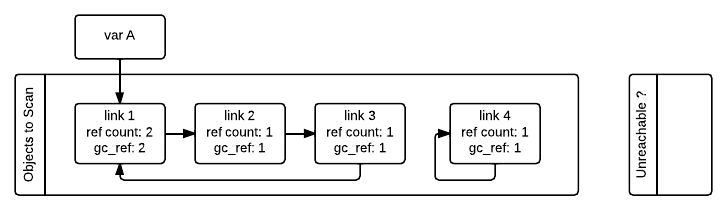 var A
Objects to Scan
link 1
ref count: 2
gc_ref: 2
link 2
ref count: 1
gc_ref: 1
link 3
ref count: 1
gc_ref: 1
link 4
ref count: 1
gc_ref: 1
Unreachable ?